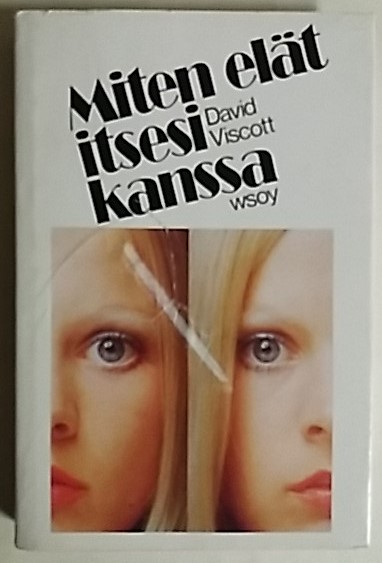 Miten elät
itsesi
David
Viscott
kanssa
wsoy